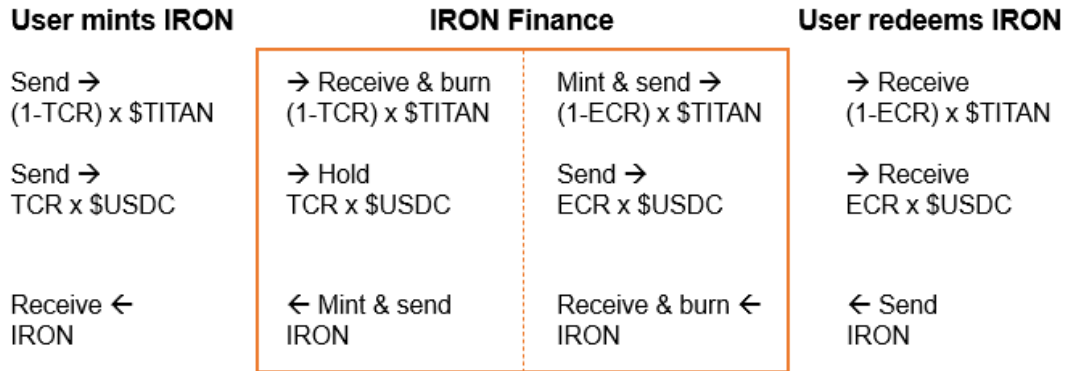 User mints IRON
IRON Finance
User redeems IRON
Send →
(1-TCR) x $TITAN
→ Receive & burn
(1-TCR) x $TITAN
Mint & send →
(1-ECR) x $TITAN
→ Receive
(1-ECR) x $TITAN
Send →
TCR x $USDC
→ Hold
TCR x $USDC
Send →
ECR x $USDC
→ Receive
ECR x $USDC
Receive ←
IRON
← Mint & send
IRON
Receive & burn ←
IRON
← Send
IRON